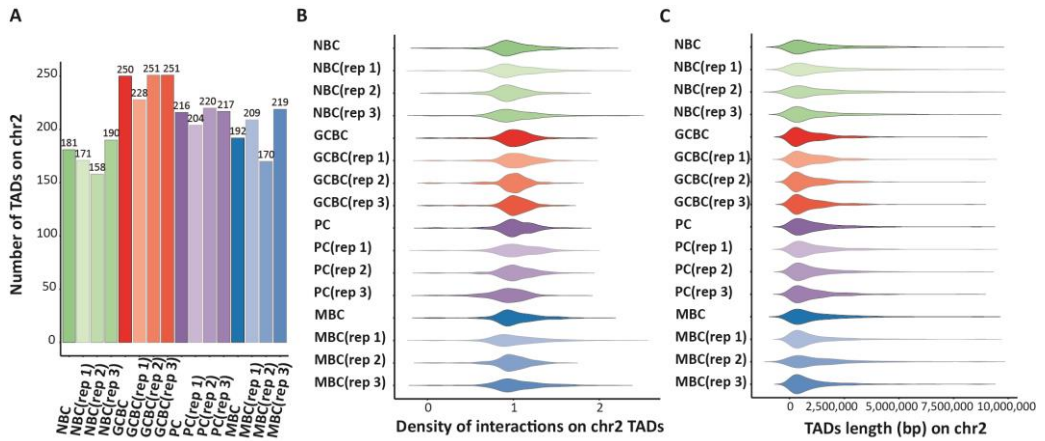 A
Number of TADs on chr2
250
200
150
100
50
0
181
171
158
190
250
228
251
251
216
204
220
217
192
209
170
219
NBC
NBC(rep 1)
NBC(rep 2)
NBC(rep 3)
GCBC
GCBC(rep 1)
GCBC(rep 2)
GCBC(rep 3)
PC
PC(rep 1)
PC(rep 2)
PC(rep 3)
MBC
MBC(rep 1)
MBC(rep 2)
MBC(rep 3)
B
NBC
NBC(rep 1)
NBC(rep 2)
NBC(rep 3)
GCBC
GCBC(rep 1)
GCBC(rep 2)
GCBC(rep 3)
PC
PC(rep 1)
PC(rep 2)
PC(rep 3)
MBC
MBC(rep 1)
MBC(rep 2)
MBC(rep 3)
0 1 2
Density of interactions on chr2 TADs
C
NBC
NBC(rep 1)
NBC(rep 2)
NBC(rep 3)
GCBC
GCBC(rep 1)
GCBC(rep 2)
GCBC(rep 3)
PC
PC(rep 1)
PC(rep 2)
PC(rep 3)
MBC
MBC(rep 1)
MBC(rep 2)
MBC(rep 3)
0 2,500,000 5,000,000 7,500,000 10,000,000
TADs length (bp) on chr2